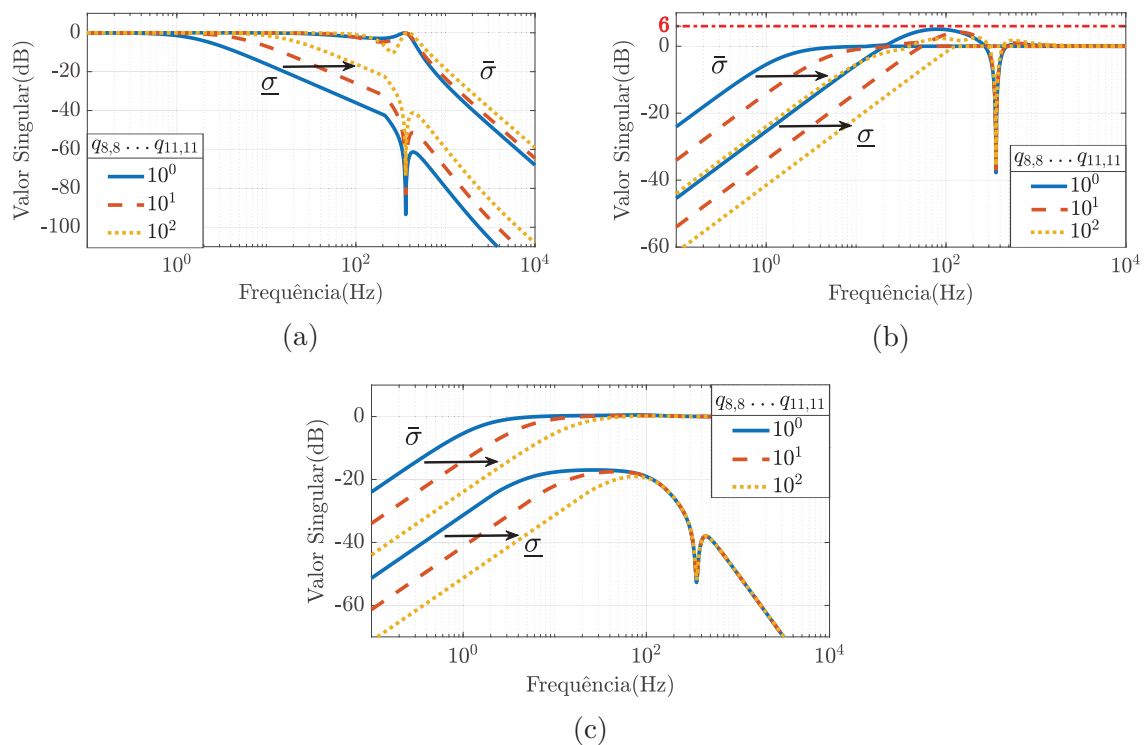 0
-20
-40
-60
-80
-100
Valor Singular(dB)
σ̄
σ
q8,8 ... q11,11
10^0
10^1
10^2
10^0
10^2
10^4
Frequência(Hz)
(a)
6
0
-20
-40
-60
Valor Singular(dB)
σ̄
σ
q8,8 ... q11,11
10^0
10^1
10^2
10^0
10^2
10^4
Frequência(Hz)
(b)
0
-20
-40
-60
Valor Singular(dB)
σ̄
σ
q8,8 ... q11,11
10^0
10^1
10^2
10^0
10^2
10^4
Frequência(Hz)
(c)